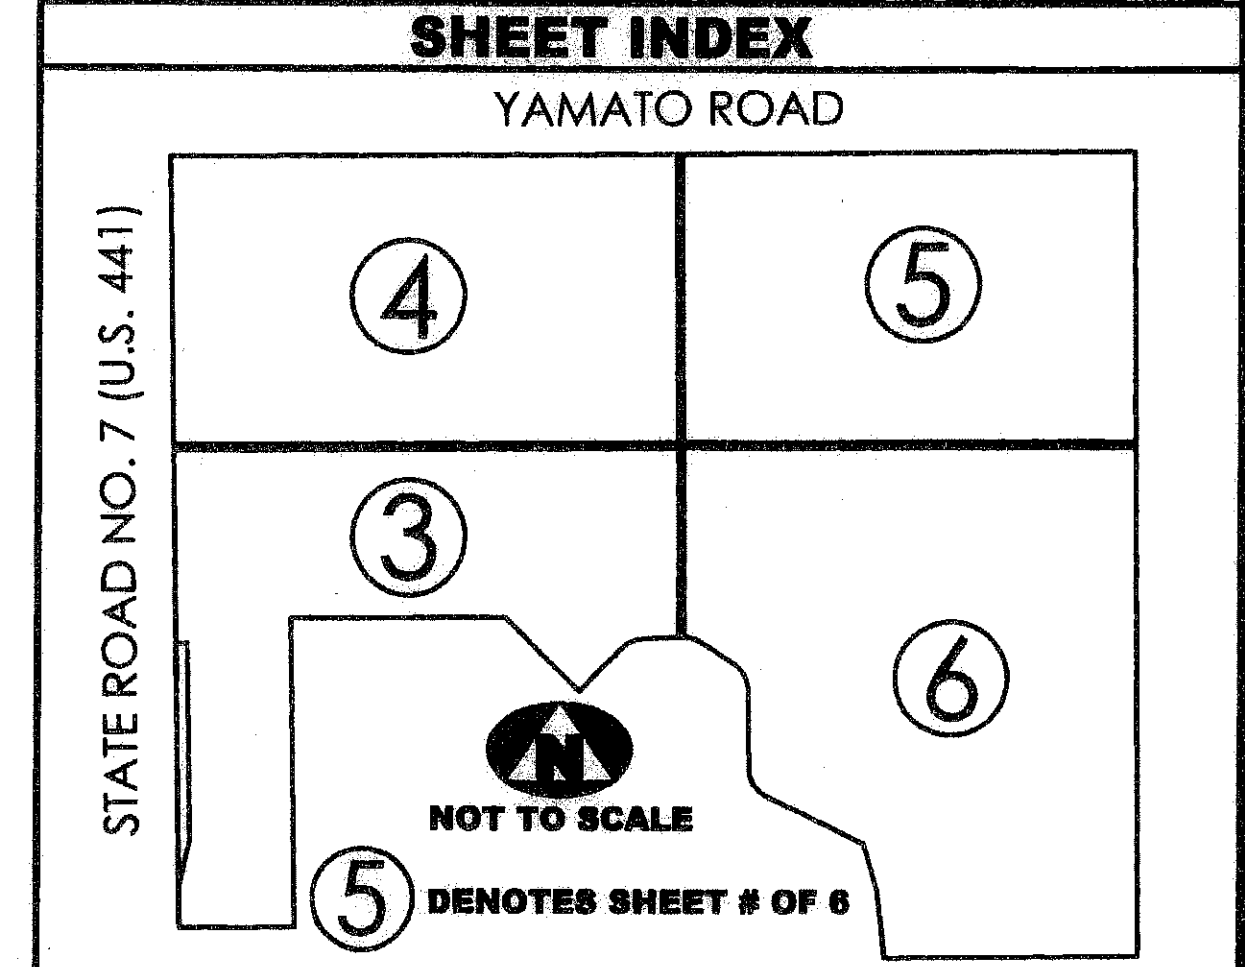 SHEET INDEX
YAMATO ROAD
STATE ROAD NO. 7 (U.S. 441)
4
5
3
6
N
NOT TO SCALE
5 DENOTES SHEET # OF 6